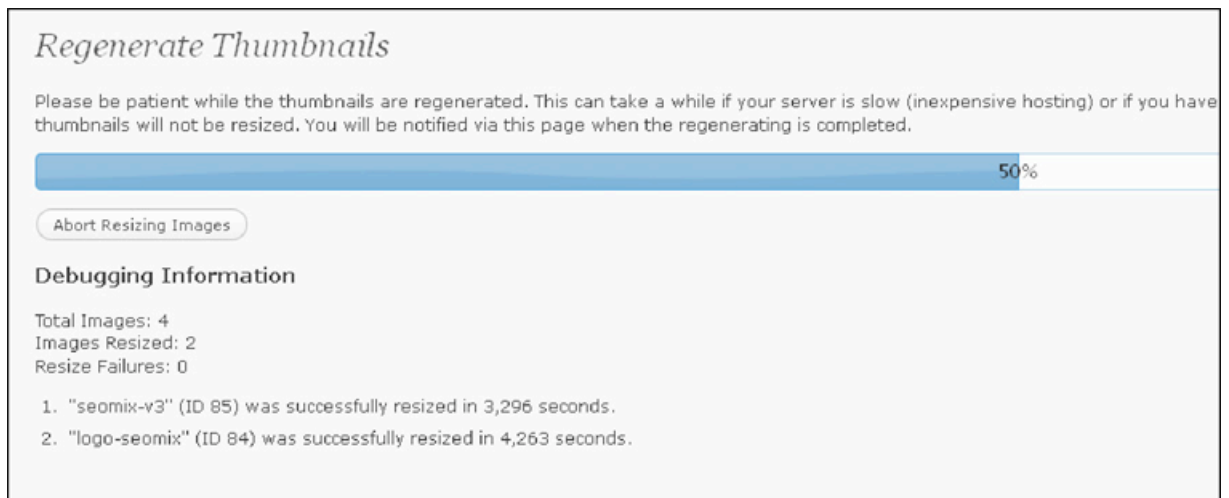 Regenerate Thumbnails
Please be patient while the thumbnails are regenerated. This can take a while if your server is slow (inexpensive hosting) or if you have
thumbnails will not be resized. You will be notified via this page when the regenerating is completed.
50%
Abort Resizing Images
Debugging Information
Total Images: 4
Images Resized: 2
Resize Failures: 0
1. "seomix-v3" (ID 85) was successfully resized in 3,296 seconds.
2. "logo-seomix" (ID 84) was successfully resized in 4,263 seconds.